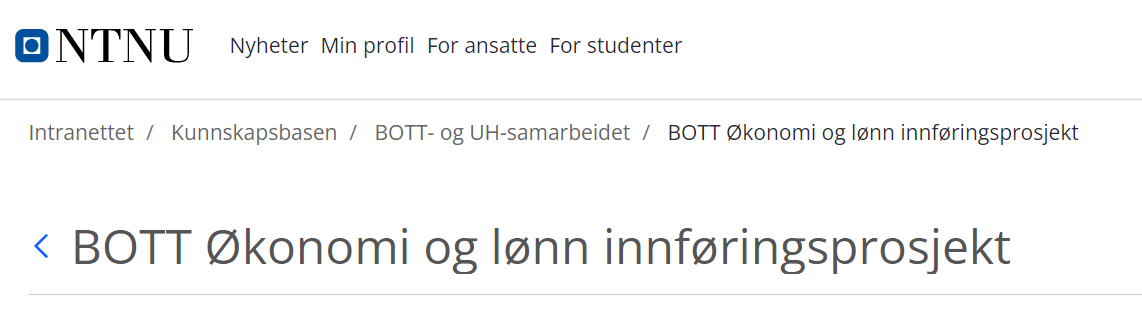 NTNU Nyheter Min profil For ansatte For studenter
Intranettet / Kunnskapsbasen / BOTT- og UH-samarbeidet / BOTT Økonomi og lønn innføringsprosjekt
BOTT Økonomi og lønn innføringsprosjekt